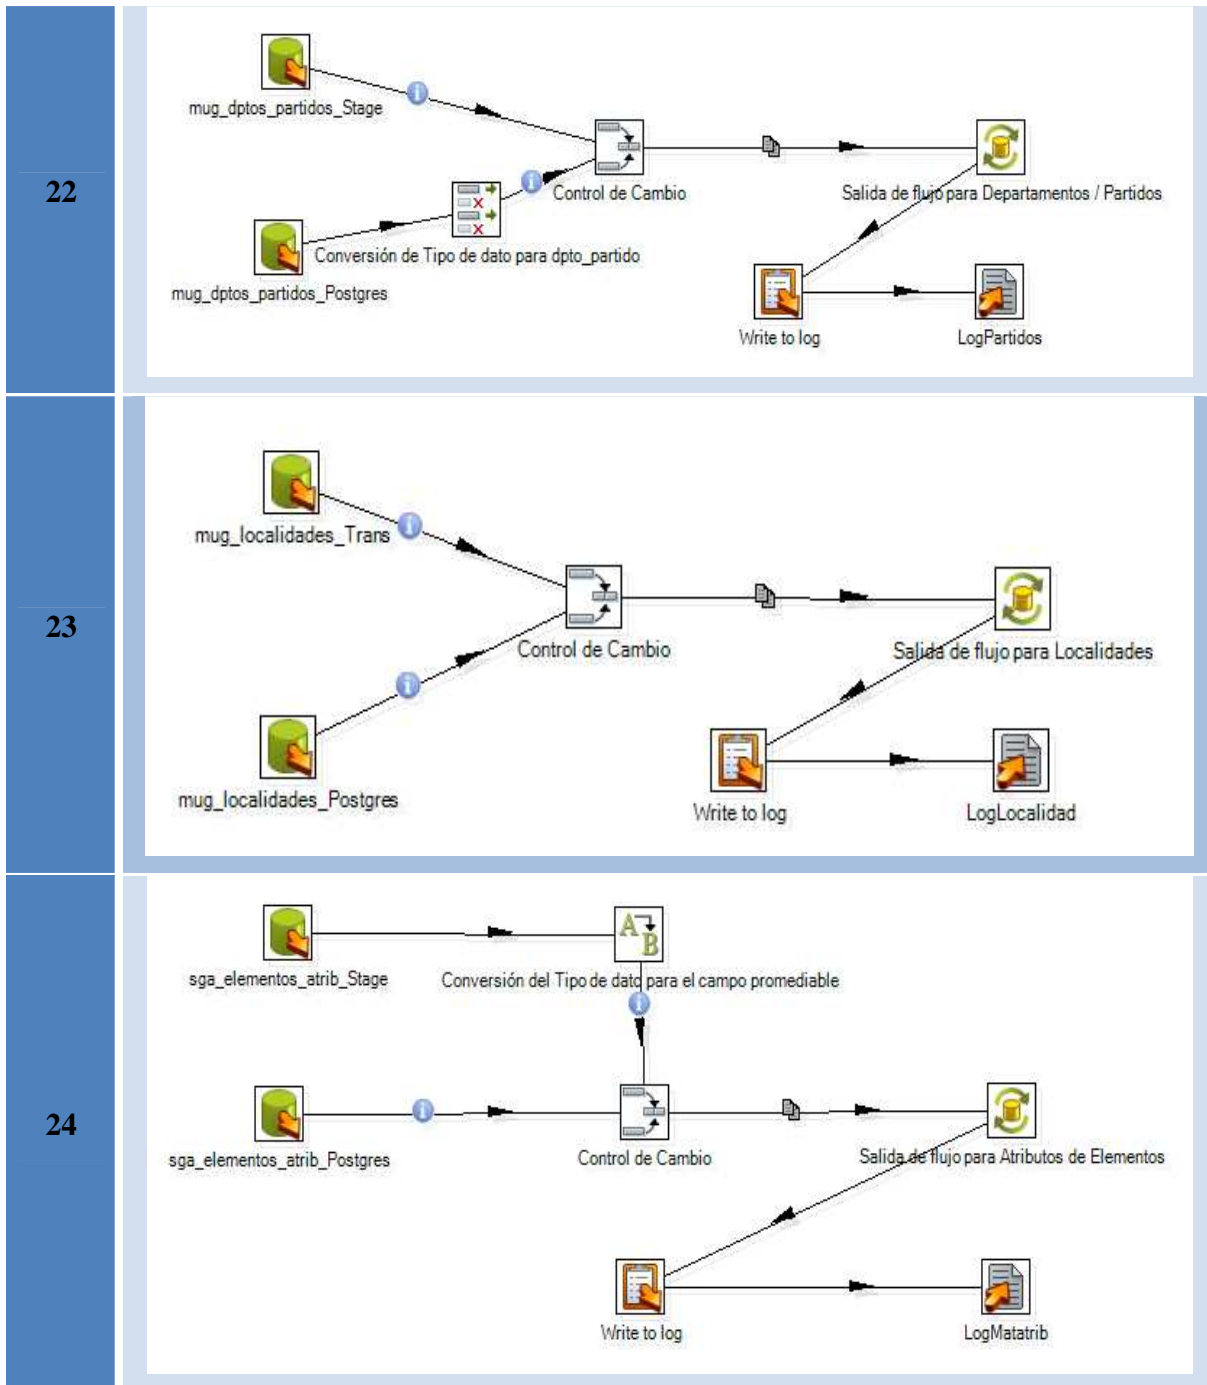 22
mug_dptos_partidos_Stage
Control de Cambio
Salida de flujo para Departamentos / Partidos
Conversión de Tipo de dato para dpto_partido
mug_dptos_partidos_Postgres
Write to log
LogPartidos
23
mug_localidades_Trans
Control de Cambio
Salida de flujo para Localidades
mug_localidades_Postgres
Write to log
LogLocalidad
24
sga_elementos_atrib_Stage
Conversión del Tipo de dato para el campo promediable
sga_elementos_atrib_Postgres
Control de Cambio
Salida de flujo para Atributos de Elementos
Write to log
LogMatatrib